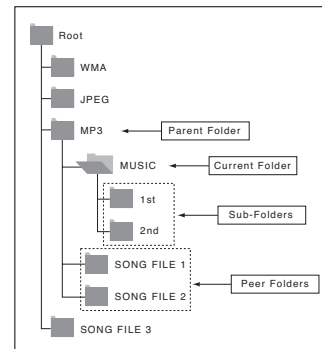 Root
WMA
JPEG
MP3
Parent Folder
MUSIC
Current Folder
1st
Sub-Folders
2nd
SONG FILE 1
Peer Folders
SONG FILE 2
SONG FILE 3